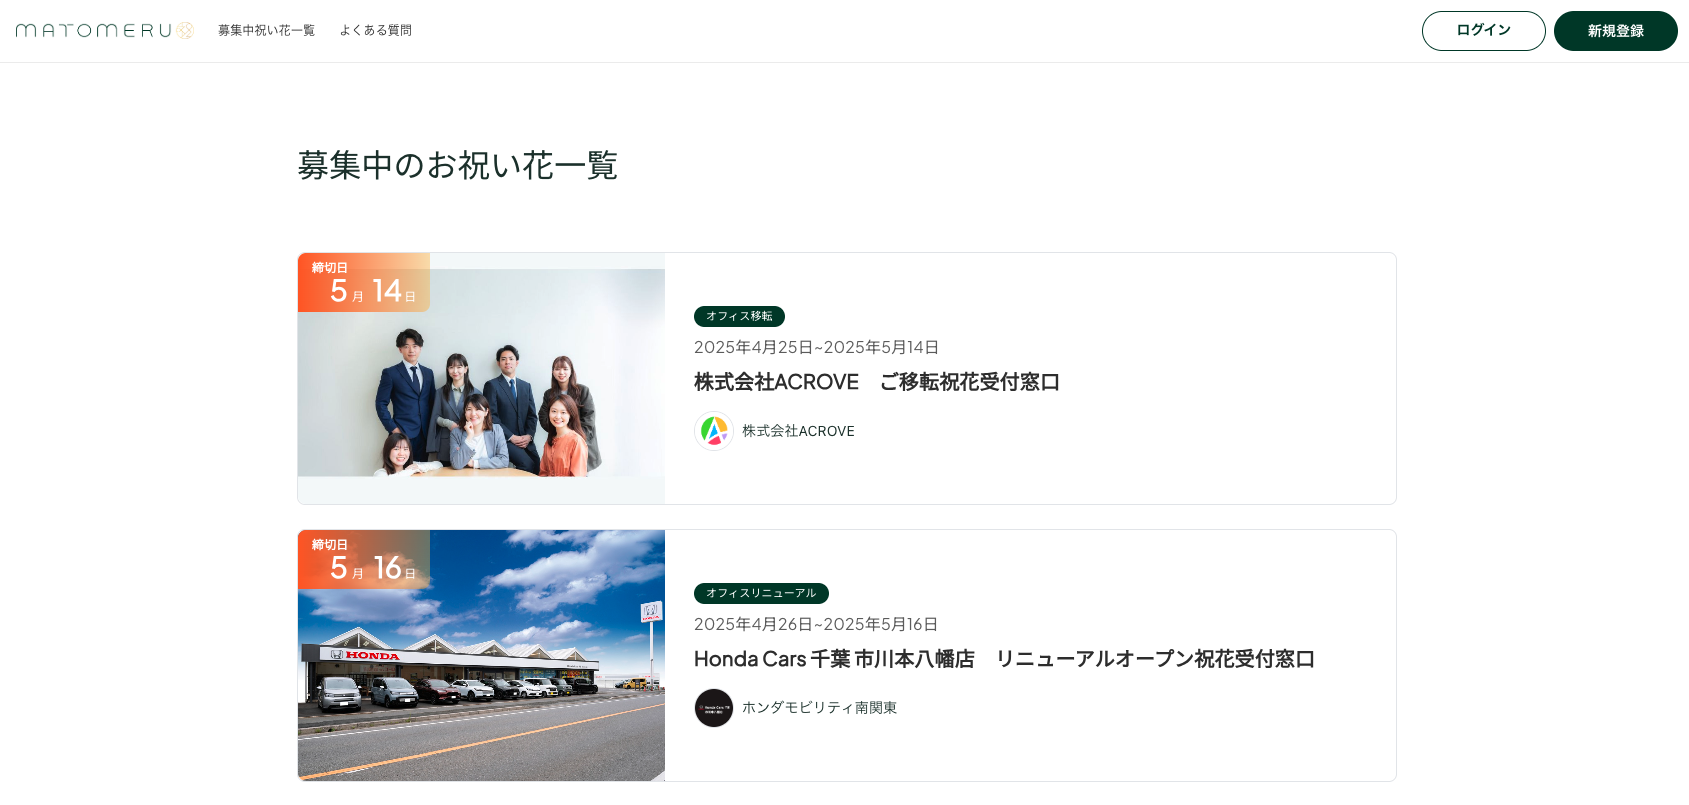 MATOMERU
募集中祝い花一覧
よくある質問
ログイン
新規登録
募集中のお祝い花一覧
締切日
5月 14日
オフィス移転
2025年4月25日~2025年5月14日
株式会社ACROVE　ご移転祝花受付窓口
株式会社ACROVE
締切日
5月 16日
HONDA
HONDA
オフィスリニューアル
2025年4月26日~2025年5月16日
Honda Cars 千葉 市川本八幡店　リニューアルオープン祝花受付窓口
ホンダモビリティ南関東